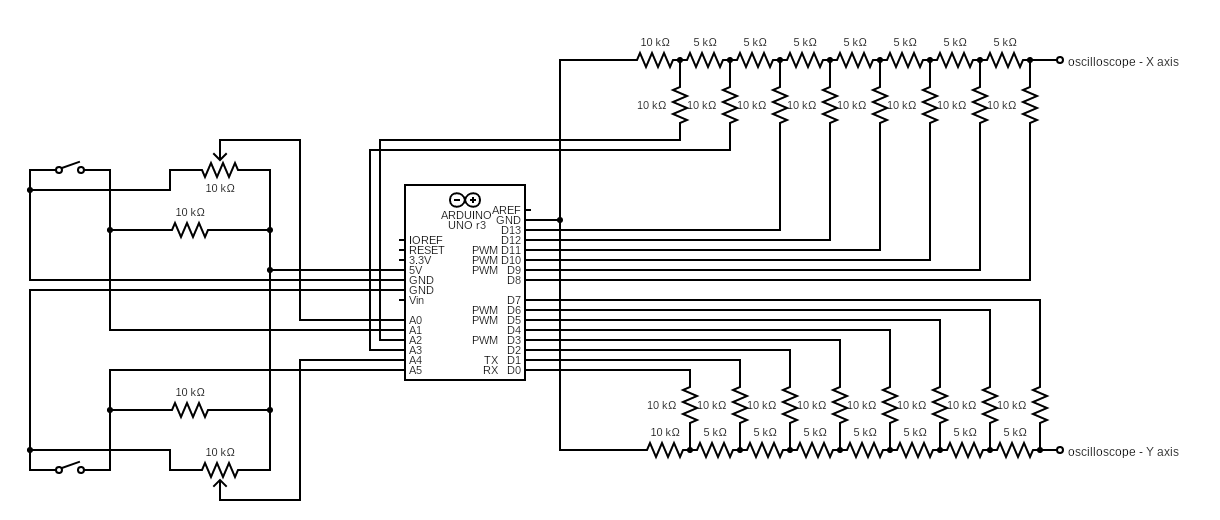 10 kΩ 5 kΩ 5 kΩ 5 kΩ 5 kΩ 5 kΩ 5 kΩ 5 kΩ
oscilloscope - X axis
10 kΩ 10 kΩ 10 kΩ 10 kΩ 10 kΩ 10 kΩ 10 kΩ 10 kΩ
10 kΩ
10 kΩ
ARDUINO
UNO r3
AREF
GND
D13
IOREF D12
RESET PWM D11
3.3V PWM D10
5V PWM D9
GND D8
GND
Vin D7
PWM D6
A0 PWM D5
A1 D4
A2 PWM D3
A3 D2
A4 TX D1
A5 RX D0
10 kΩ
10 kΩ 10 kΩ 10 kΩ 10 kΩ 10 kΩ 10 kΩ 10 kΩ 10 kΩ
10 kΩ 5 kΩ 5 kΩ 5 kΩ 5 kΩ 5 kΩ 5 kΩ 5 kΩ
oscilloscope - Y axis
10 kΩ